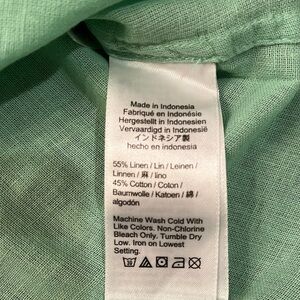 Made in Indonesia
Fabriqué en Indonésie
Hergestellt in Indonesien
Vervaardigd in Indonesië
インドネシア製
hecho en indonesia
55% Linen / Lin / Leinen /
Linnen / 麻 / lino
45% Cotton / Coton /
Baumwolle / Katoen / 綿 /
algodón
Machine Wash Cold With
Like Colors. Non-Chlorine
Bleach Only. Tumble Dry
Low. Iron on Lowest
Setting.